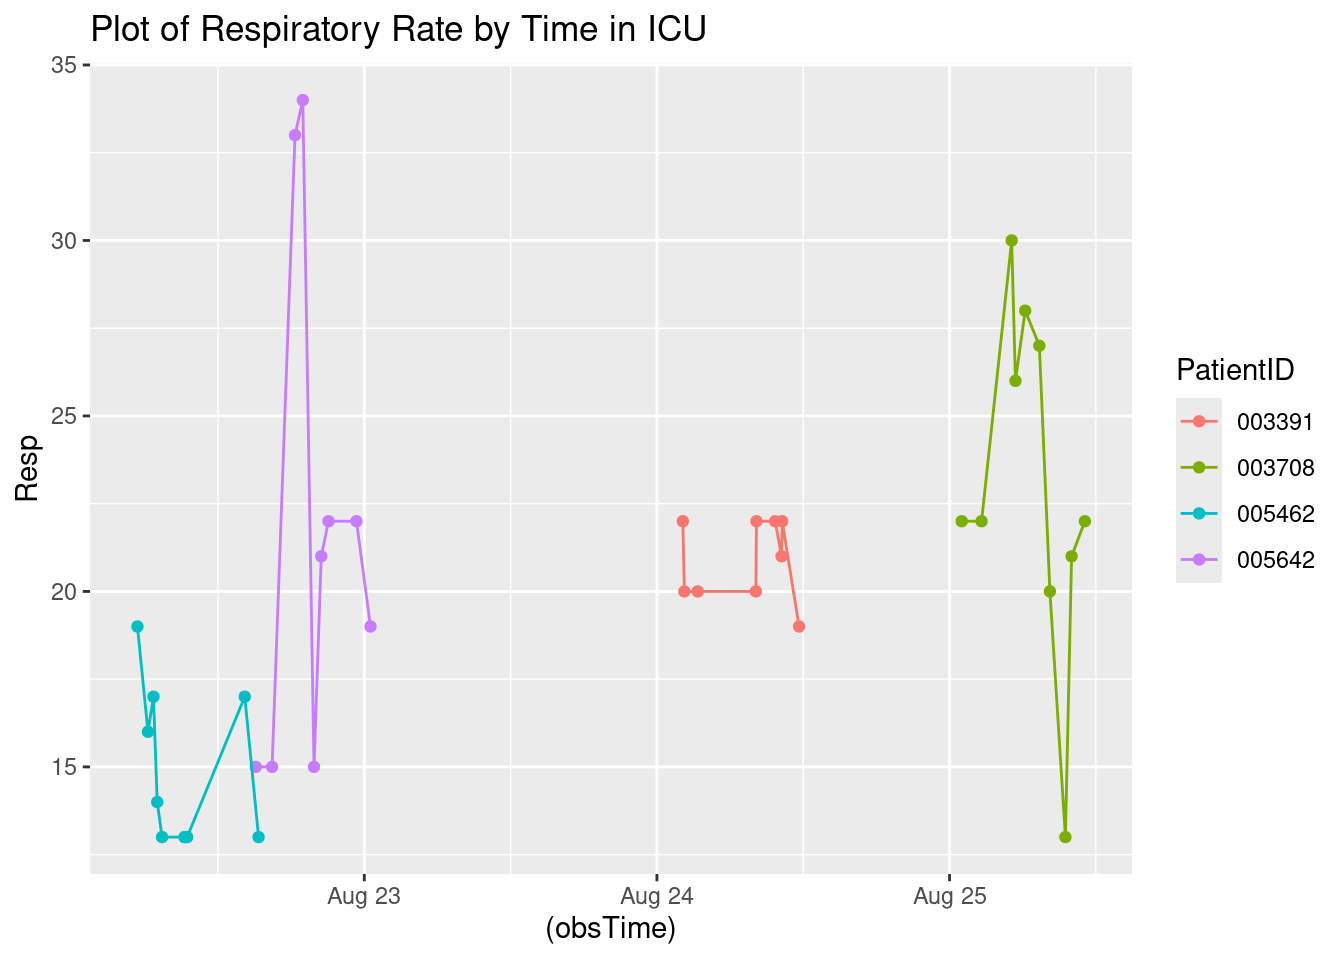 Plot of Respiratory Rate by Time in ICU
35
30
25
20
15
Resp
Aug 23
Aug 24
Aug 25
(obsTime)
PatientID
003391
003708
005462
005642